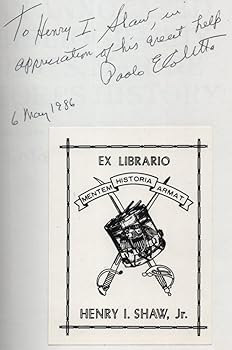 To Henry I. Shaw, in
appreciation of his great help.
Paolo E Coletta
6 May 1986
EX LIBRARIO
MENTEM HISTORIA ARMAT
HENRY I. SHAW, Jr.